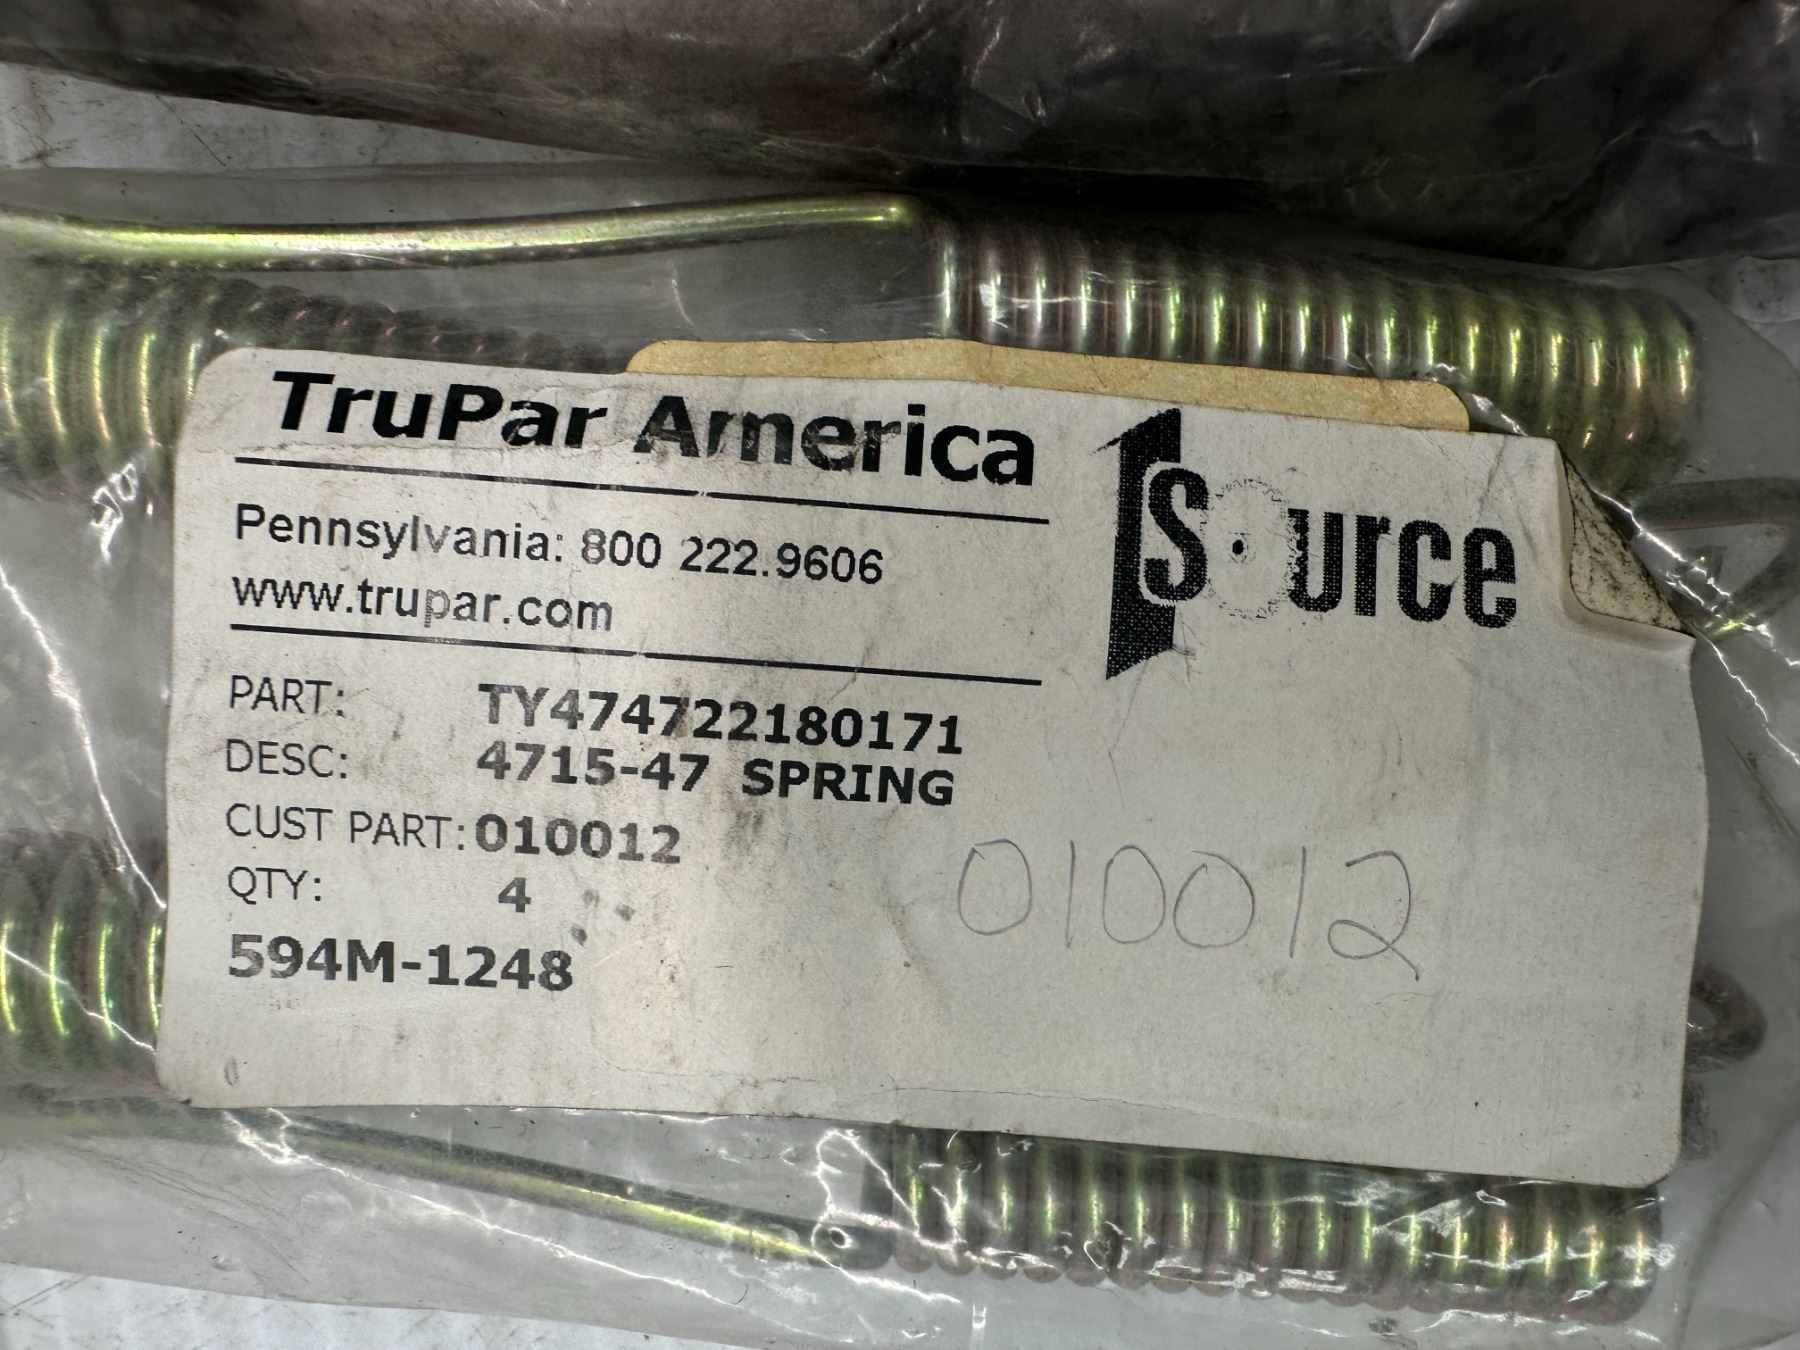 TruPar America
1Source
Pennsylvania: 800 222.9606
www.trupar.com
PART: TY474722180171
DESC: 4715-47 SPRING
CUST PART: 010012
QTY: 4
010012
594M-1248